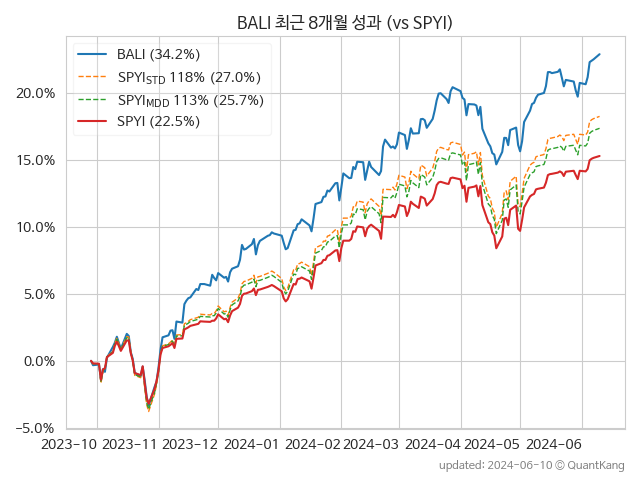 BALI 최근 8개월 성과 (vs SPYI)
BALI (34.2%)
SPYI_STD 118% (27.0%)
SPYI_MDD 113% (25.7%)
SPYI (22.5%)
20.0%
15.0%
10.0%
5.0%
0.0%
−5.0%
2023−10 2023−11 2023−12 2024−01 2024−02 2024−03 2024−04 2024−05 2024−06
updated: 2024−06−10 © QuantKang